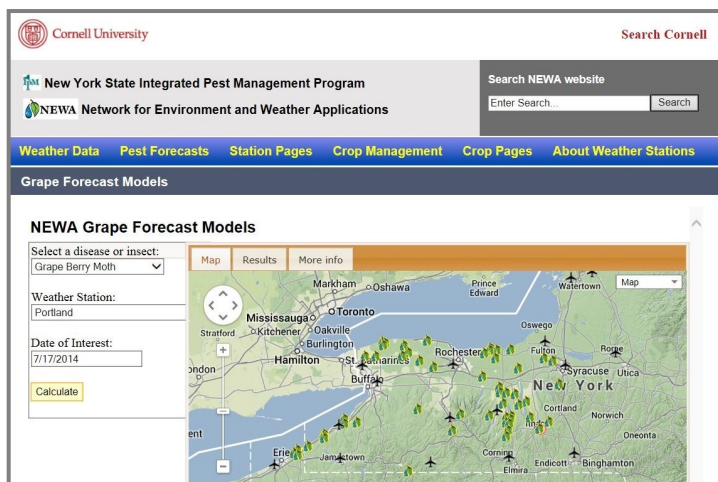 Cornell University
Search Cornell
IPM New York State Integrated Pest Management Program
NEWA Network for Environment and Weather Applications
Search NEWA website
Enter Search... Search
Weather Data Pest Forecasts Station Pages Crop Management Crop Pages About Weather Stations
Grape Forecast Models
NEWA Grape Forecast Models
Select a disease or insect:
Grape Berry Moth
Weather Station:
Portland
Date of Interest:
7/17/2014
Calculate
Map Results More info
Map
Markham
Oshawa
Prince
Edward
Watertown
Mississauga
Toronto
Stratford
Kitchener
Oakville
Burlington
Oswego
Hamilton
St. Catharines
Rochester
Fulton
Rome
ondon
Buffalo
Syracuse
Utica
New York
Cortland
Norwich
ent
Oneonta
Erie
Jamestown
Corning
Elmira
Endicott
Binghamton